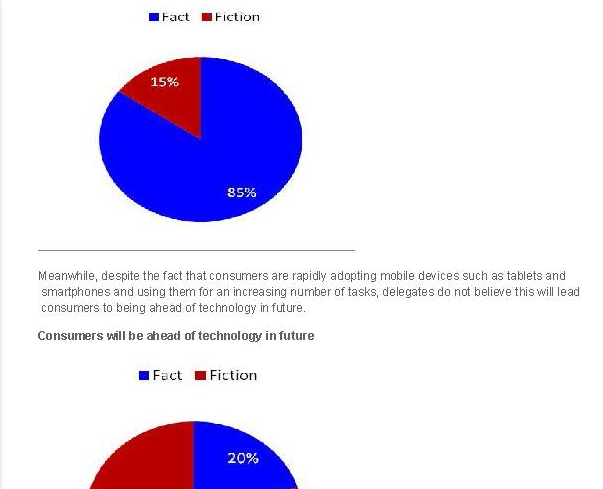 Fact Fiction
15%
85%
Meanwhile, despite the fact that consumers are rapidly adopting mobile devices such as tablets and
smartphones and using them for an increasing number of tasks, delegates do not believe this will lead
consumers to being ahead of technology in future.
Consumers will be ahead of technology in future
Fact Fiction
20%